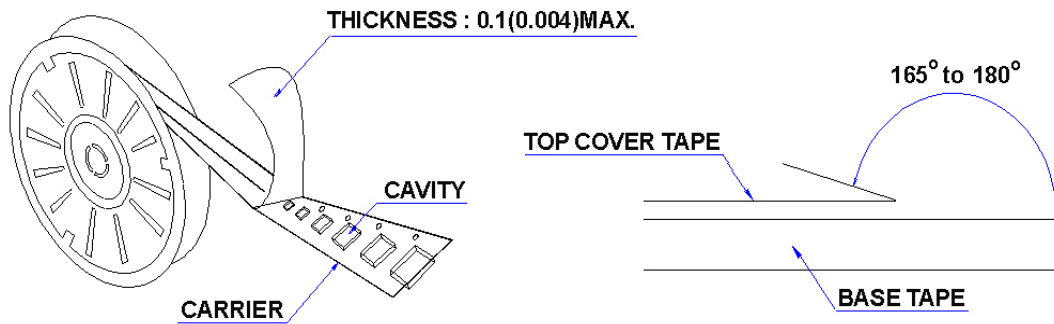 THICKNESS : 0.1(0.004)MAX.
CAVITY
CARRIER
165° to 180°
TOP COVER TAPE
BASE TAPE